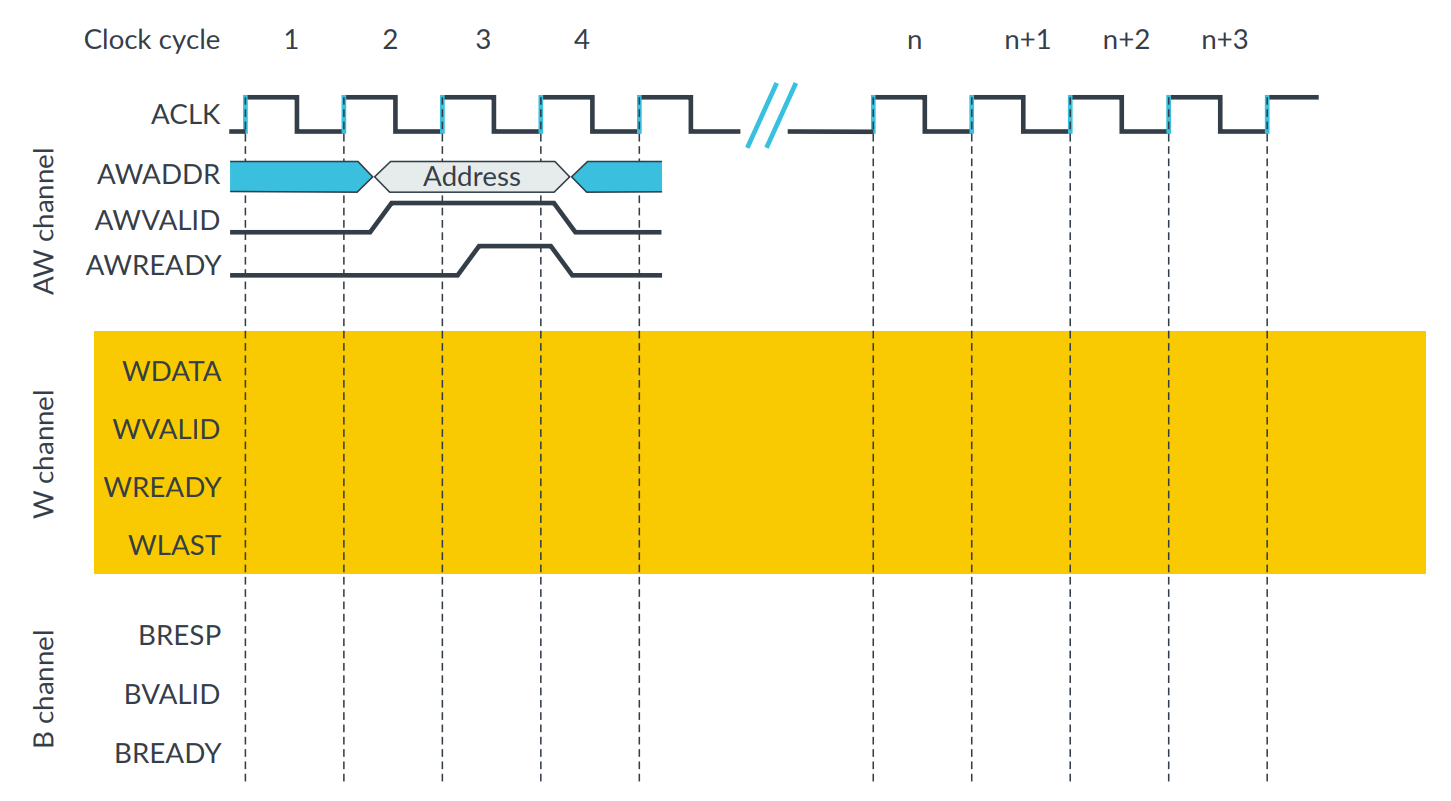 Clock cycle 1 2 3 4 n n+1 n+2 n+3
ACLK
AW channel
AWADDR Address
AWVALID
AWREADY
W channel
WDATA
WVALID
WREADY
WLAST
B channel
BRESP
BVALID
BREADY